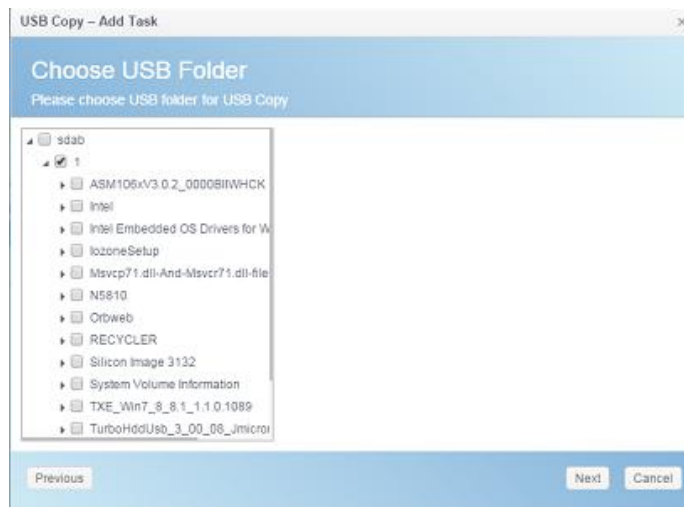 USB Copy – Add Task
Choose USB Folder
Please choose USB folder for USB Copy
sdab
1
ASM106xV3.0.2_0000BIIWHCK
Intel
Intel Embedded OS Drivers for W
IozoneSetup
Msvcp71.dll-And-Msvcr71.dll-file
N5810
Orbweb
RECYCLER
Silicon Image 3132
System Volume Information
TXE_Win7_8_8.1_1.1.0.1089
TurboHddUsb_3_00_08_Jmicror
Previous
Next
Cancel